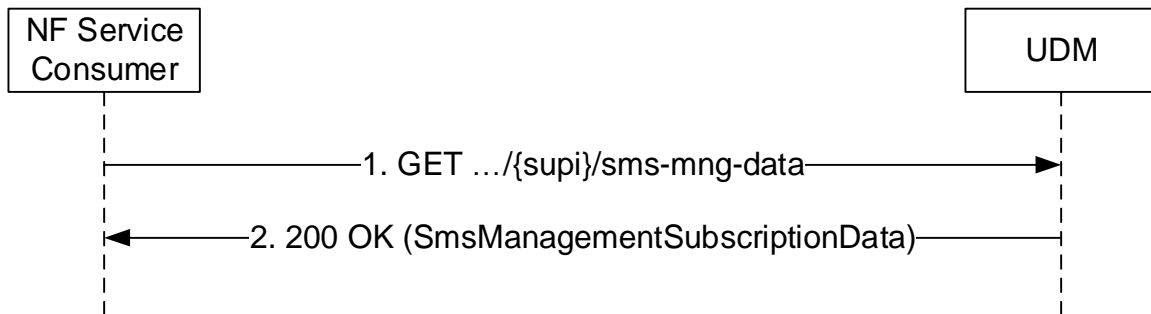 NF Service
Consumer
UDM
1. GET …/{supi}/sms-mng-data
2. 200 OK (SmsManagementSubscriptionData)